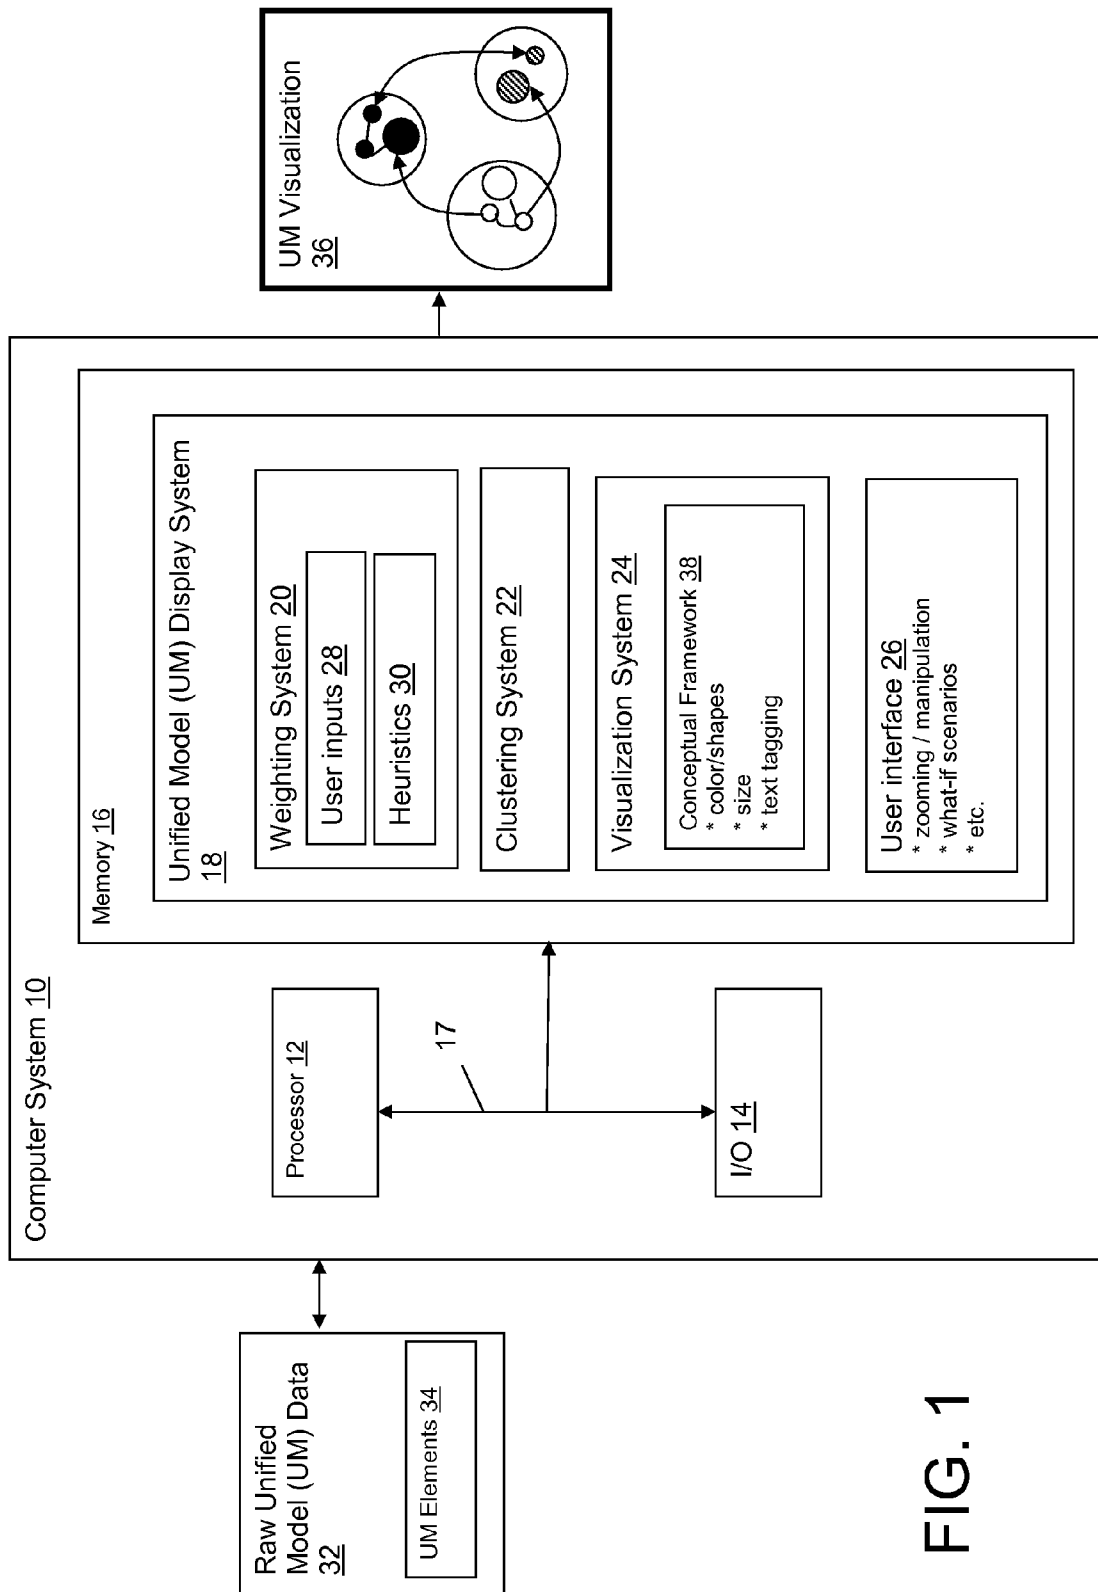 Computer System 10
Memory 16
Unified Model (UM) Display System
18
Weighting System 20
User inputs 28
Heuristics 30
Clustering System 22
Visualization System 24
Conceptual Framework 38
* color/shapes
* size
* text tagging
User interface 26
* zooming / manipulation
* what-if scenarios
* etc.
Processor 12
17
I/O 14
Raw Unified
Model (UM) Data
32
UM Elements 34
UM Visualization
36
FIG. 1